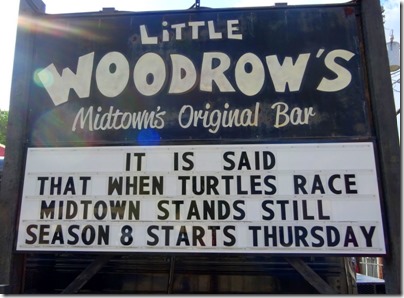 LiTTLE
WOODROW'S
Midtown's Original Bar
IT IS SAID
THAT WHEN TURTLES RACE
MIDTOWN STANDS STILL
SEASON 8 STARTS THURSDAY